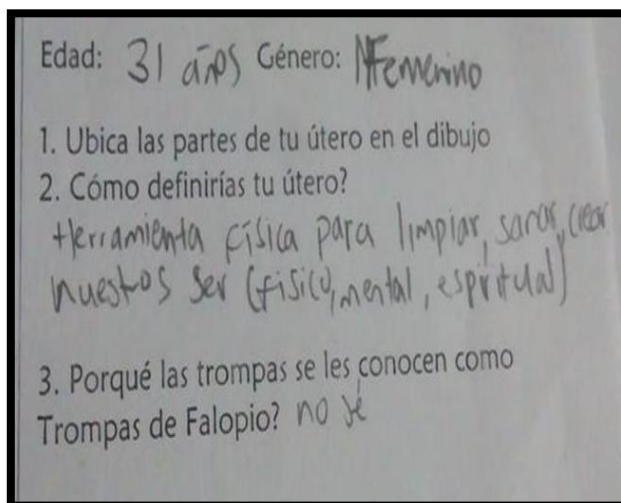 Edad: 31 años Género: Femenino
1. Ubica las partes de tu útero en el dibujo
2. Cómo definirías tu útero?
Herramienta física para limpiar, sanar, crear
nuestos ser (físico, mental, espiritual)
3. Porqué las trompas se les conocen como
Trompas de Falopio? no sé